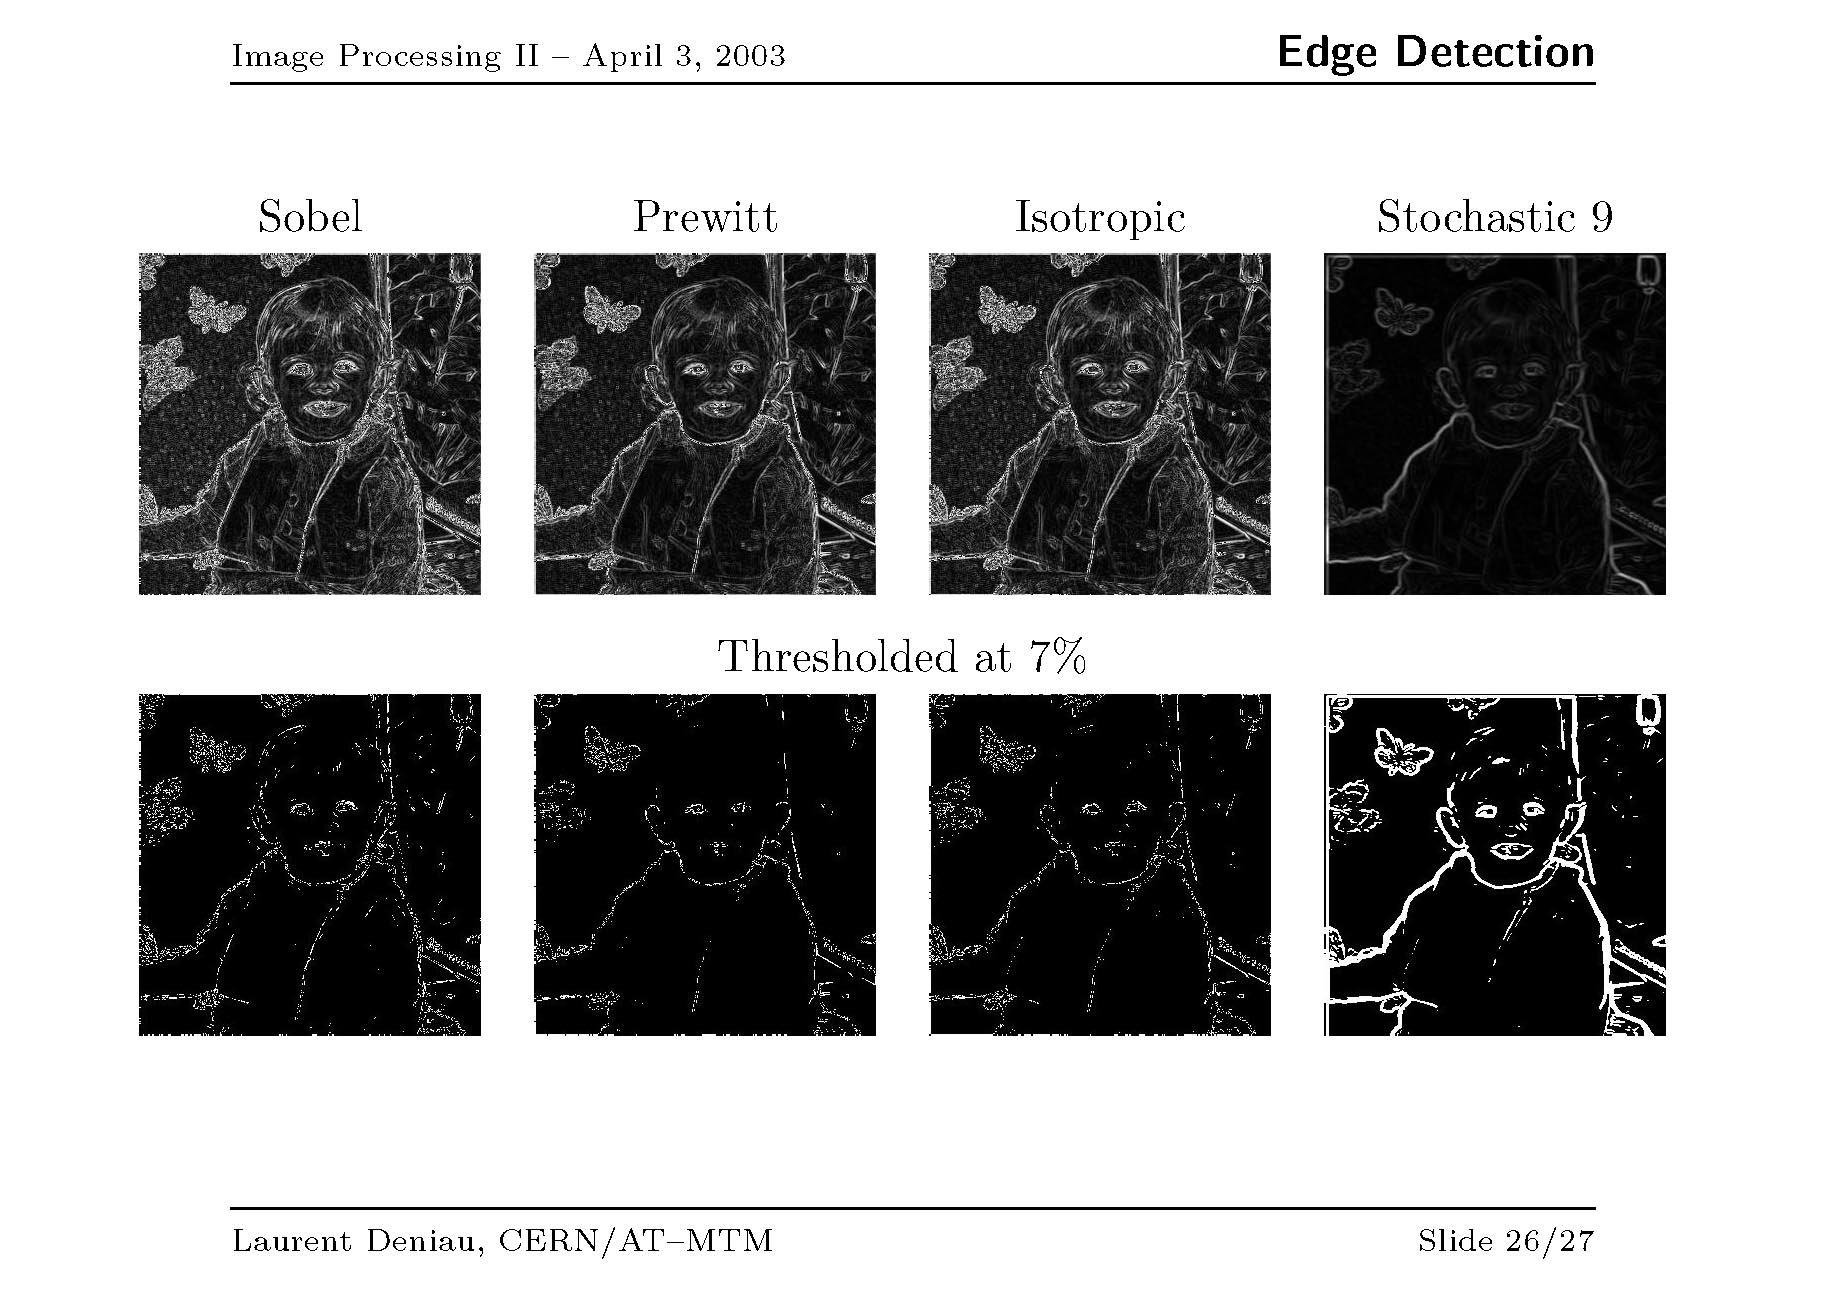 Image Processing II – April 3, 2003
Edge Detection
Sobel
Prewitt
Isotropic
Stochastic 9
Thresholded at 7%
Laurent Deniau, CERN/AT–MTM
Slide 26/27